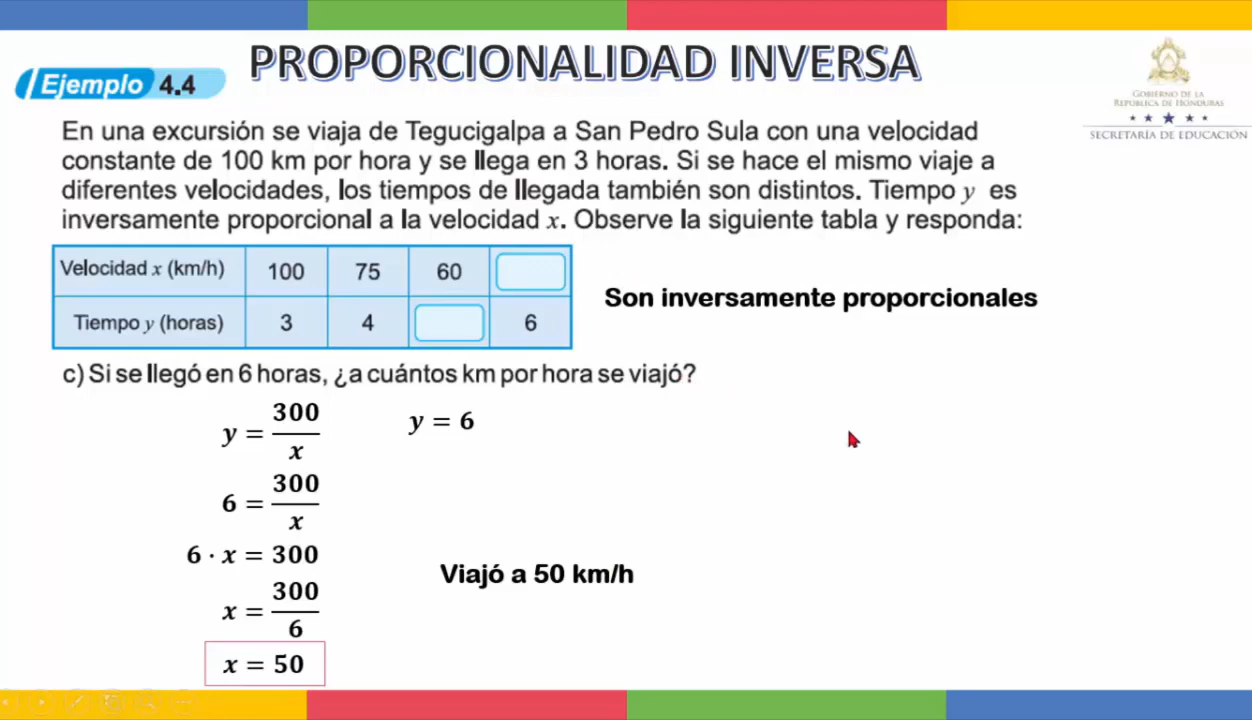 PROPORCIONALIDAD INVERSA
Ejemplo 4.4
GOBIERNO DE LA
REPÚBLICA DE HONDURAS
SECRETARÍA DE EDUCACIÓN
En una excursión se viaja de Tegucigalpa a San Pedro Sula con una velocidad
constante de 100 km por hora y se llega en 3 horas. Si se hace el mismo viaje a
diferentes velocidades, los tiempos de llegada también son distintos. Tiempo y es
inversamente proporcional a la velocidad x. Observe la siguiente tabla y responda:
Velocidad x (km/h) 100 75 60
Tiempo y (horas) 3 4 6
Son inversamente proporcionales
c) Si se llegó en 6 horas, ¿a cuántos km por hora se viajó?
y = 300/x y = 6
6 = 300/x
6 · x = 300
x = 300/6
x = 50
Viajó a 50 km/h